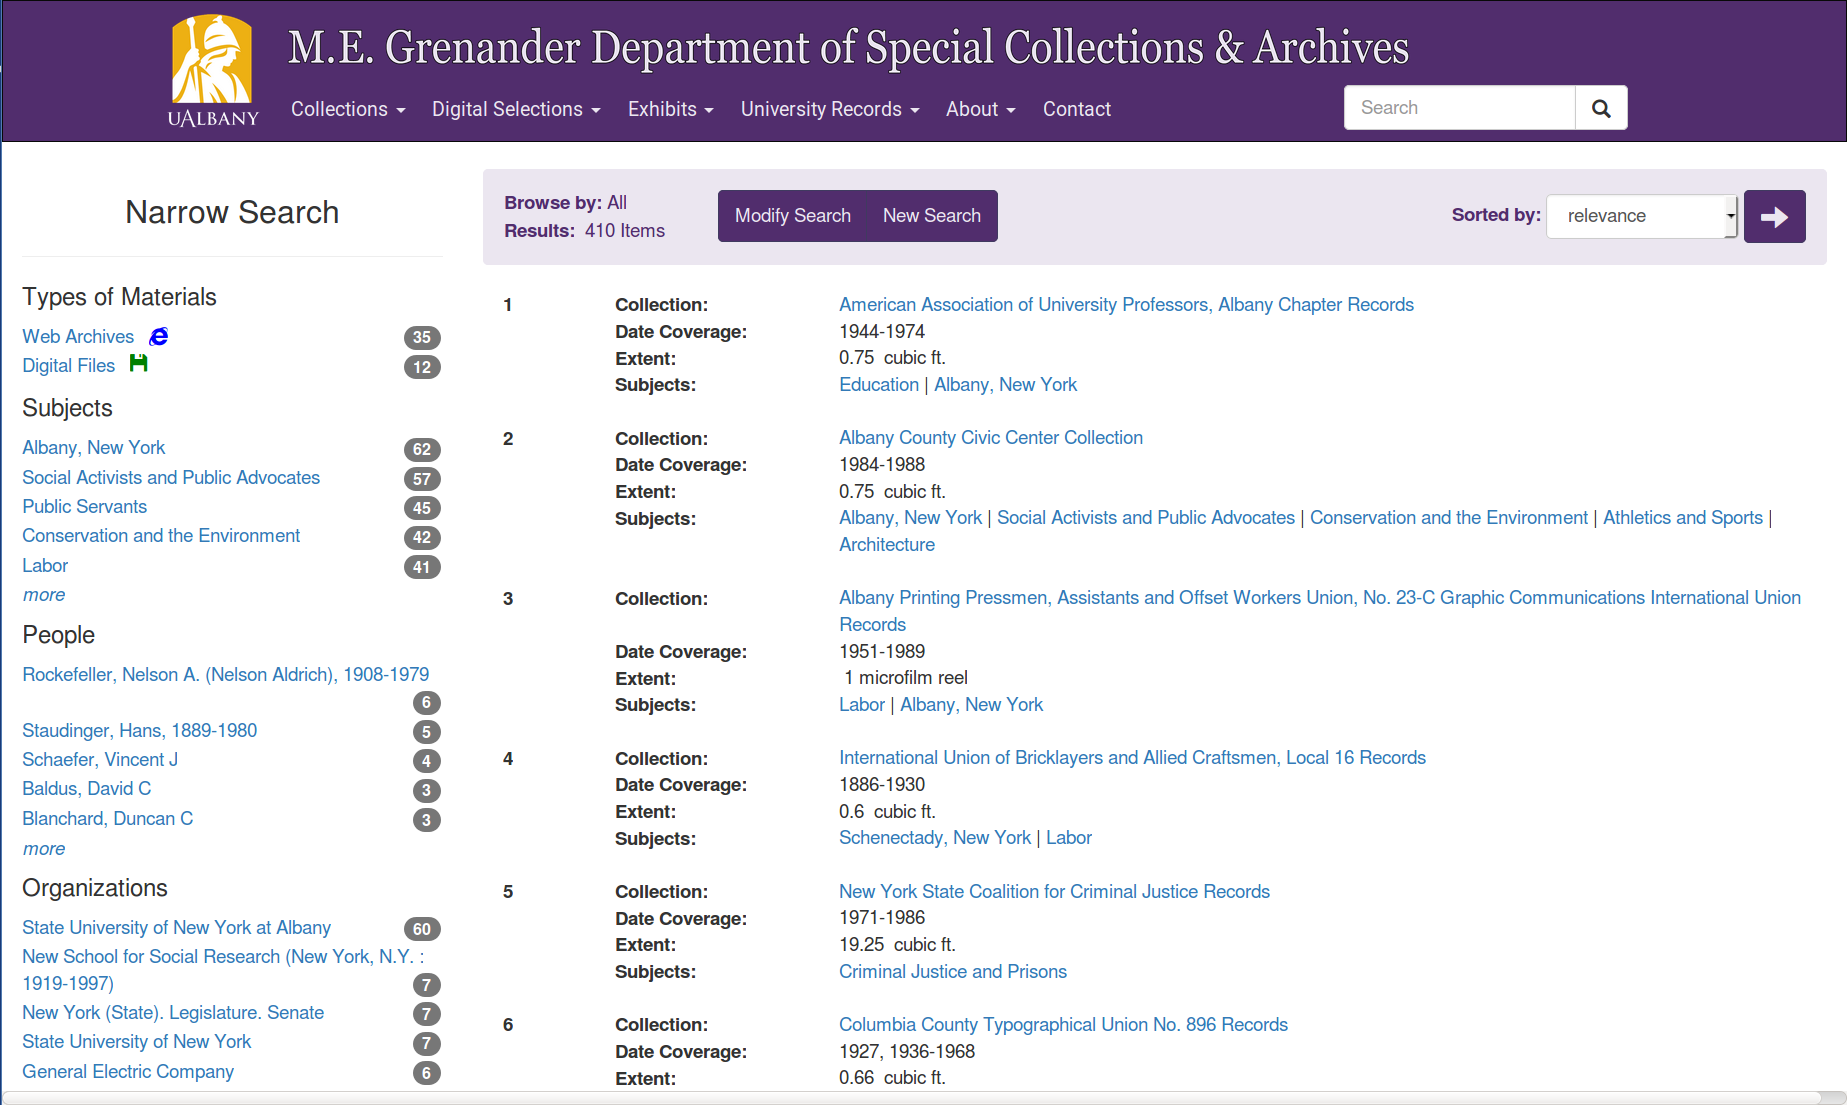 M.E. Grenander Department of Special Collections & Archives
UALBANY
Collections Digital Selections Exhibits University Records About Contact
Search
Narrow Search
Types of Materials
Web Archives 35
Digital Files 12
Subjects
Albany, New York 62
Social Activists and Public Advocates 57
Public Servants 45
Conservation and the Environment 42
Labor 41
more
People
Rockefeller, Nelson A. (Nelson Aldrich), 1908-1979
6
Staudinger, Hans, 1889-1980 5
Schaefer, Vincent J 4
Baldus, David C 3
Blanchard, Duncan C 3
more
Organizations
State University of New York at Albany 60
New School for Social Research (New York, N.Y. :
1919-1997) 7
New York (State). Legislature. Senate 7
State University of New York 7
General Electric Company 6
Browse by: All
Results: 410 Items
Modify Search New Search
Sorted by: relevance
1 Collection: American Association of University Professors, Albany Chapter Records
Date Coverage: 1944-1974
Extent: 0.75 cubic ft.
Subjects: Education | Albany, New York
2 Collection: Albany County Civic Center Collection
Date Coverage: 1984-1988
Extent: 0.75 cubic ft.
Subjects: Albany, New York | Social Activists and Public Advocates | Conservation and the Environment | Athletics and Sports |
Architecture
3 Collection: Albany Printing Pressmen, Assistants and Offset Workers Union, No. 23-C Graphic Communications International Union
Records
Date Coverage: 1951-1989
Extent: 1 microfilm reel
Subjects: Labor | Albany, New York
4 Collection: International Union of Bricklayers and Allied Craftsmen, Local 16 Records
Date Coverage: 1886-1930
Extent: 0.6 cubic ft.
Subjects: Schenectady, New York | Labor
5 Collection: New York State Coalition for Criminal Justice Records
Date Coverage: 1971-1986
Extent: 19.25 cubic ft.
Subjects: Criminal Justice and Prisons
6 Collection: Columbia County Typographical Union No. 896 Records
Date Coverage: 1927, 1936-1968
Extent: 0.66 cubic ft.